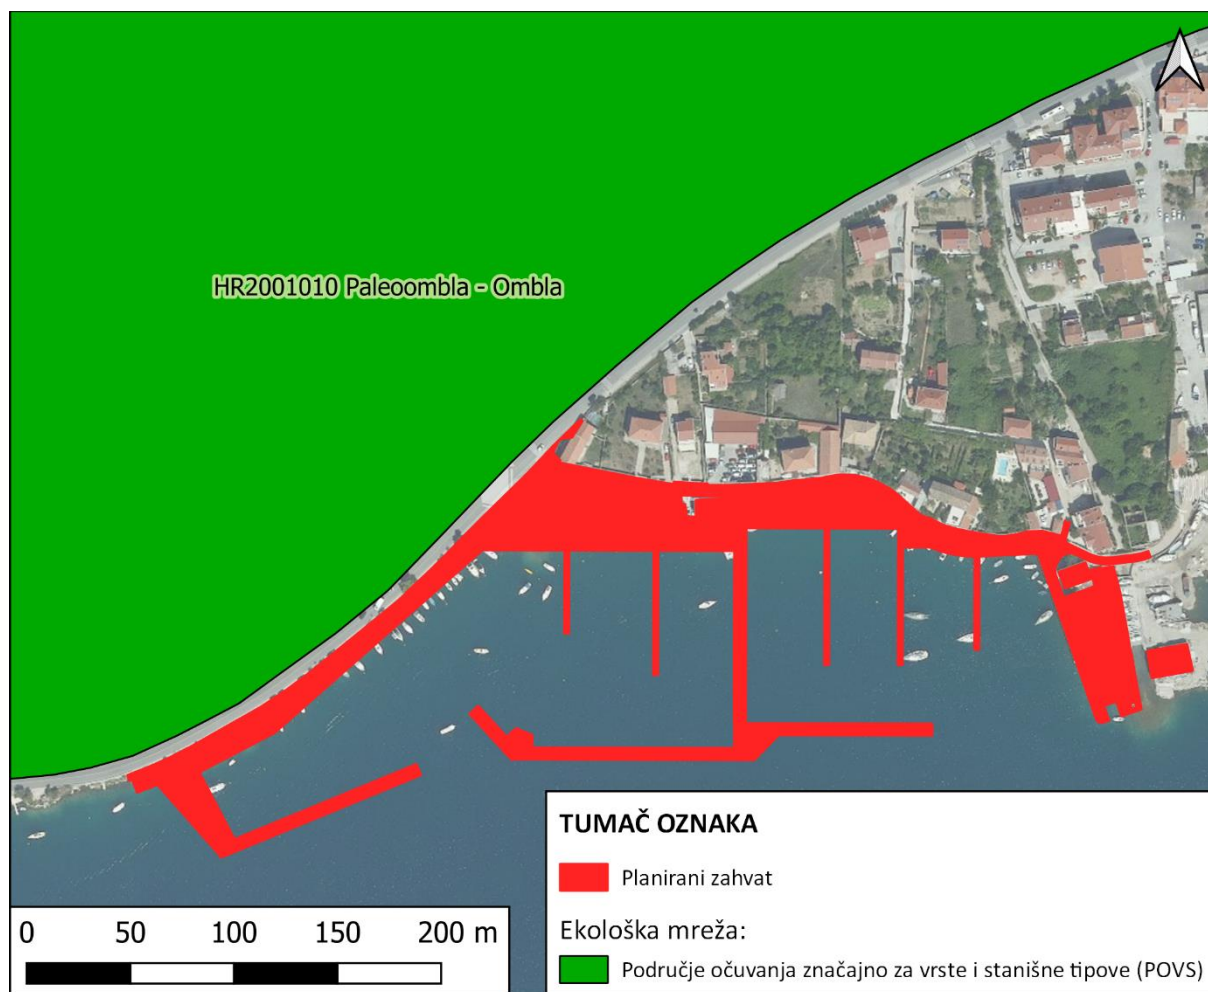 HR2001010 Paleoombla - Ombla
TUMAČ OZNAKA
Planirani zahvat
Ekološka mreža:
Područje očuvanja značajno za vrste i stanišne tipove (POVS)
0 50 100 150 200 m